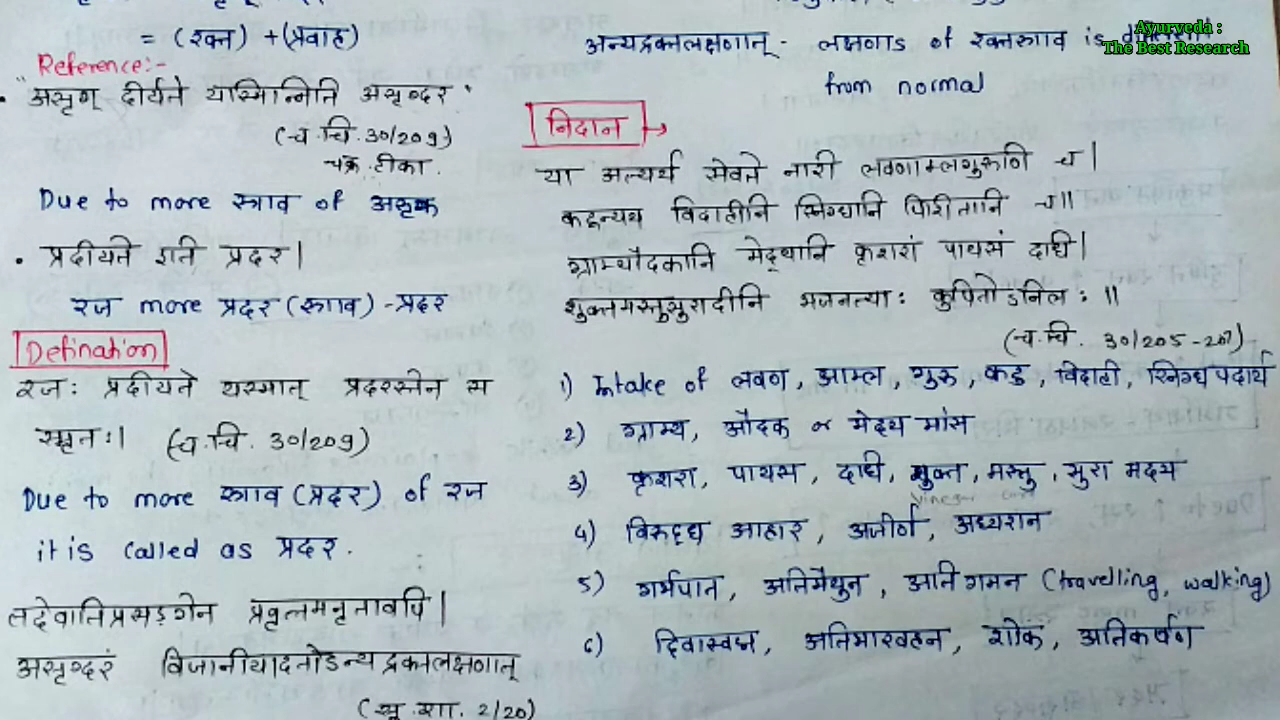 = (रक्त) + (प्रवाह)
Reference:-
"असृग् दीर्यते यस्मिन्निति असृग्दर"
(च.चि. 30/209)
चक्र टीका.
Due to more स्त्राव of असृक
• प्रदीर्यते इति प्रदर|
रज more प्रदर (स्त्राव) - प्रदर
Defination
रजः प्रदीर्यते यस्मात् प्रदरस्तेन स
स्मृतः| (च.चि. 30/209)
Due to more स्त्राव (प्रदर) of रज
it is called as प्रदर.
तदेवातिप्रसङ्गेन प्रवृत्तमनृतावपि|
असृग्दरं विजानीयादतोऽन्यद्रक्तलक्षणात्
(सु.शा. 2/20)
अन्यद्रक्तलक्षणात् - लक्षणs of रक्तस्त्राव is
from normal
निदान →
या अत्यर्थं सेवते नारी लवणाम्लगुरुणि च|
कटून्यथ विदाहीनि स्निग्धानि पिशितानि च||
ग्राम्यौदकानि मेद्यानि कृशरां पायसं दधि|
शुक्तमस्तुसुरादीनि भजन्त्याः कुपितोऽनिलः||
(च.चि. 30/205-207)
1) Intake of लवण, आम्ल गुरु, कटु, विदाही, स्निग्ध पदार्थ
2) ग्राम्य, औदक or मेदय मांस
3) कृशरा, पायस, दधि, शुक्त, मस्तु, सुरा मदय
Vinegar
4) विरुद्ध आहार, अजीर्ण, अध्यशन
5) गर्भपात, अतिमैथुन, अति गमन (travelling, walking)
6) दिवास्वप्न, अतिभारवहन, शोक, अतिकर्षण
Ayurveda :
The Best Research